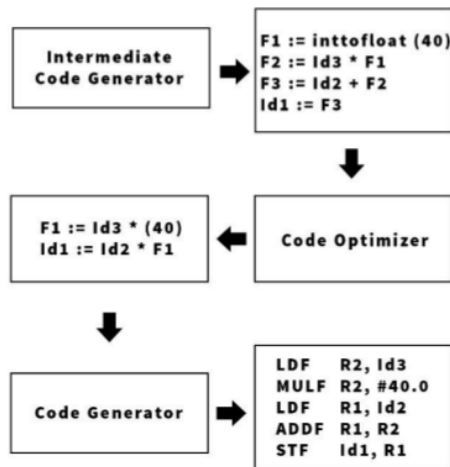 Intermediate
Code Generator
F1 := inttofloat (40)
F2 := Id3 * F1
F3 := Id2 + F2
Id1 := F3
F1 := Id3 * (40)
Id1 := Id2 * F1
Code Optimizer
Code Generator
LDF R2, Id3
MULF R2, #40.0
LDF R1, Id2
ADDF R1, R2
STF Id1, R1